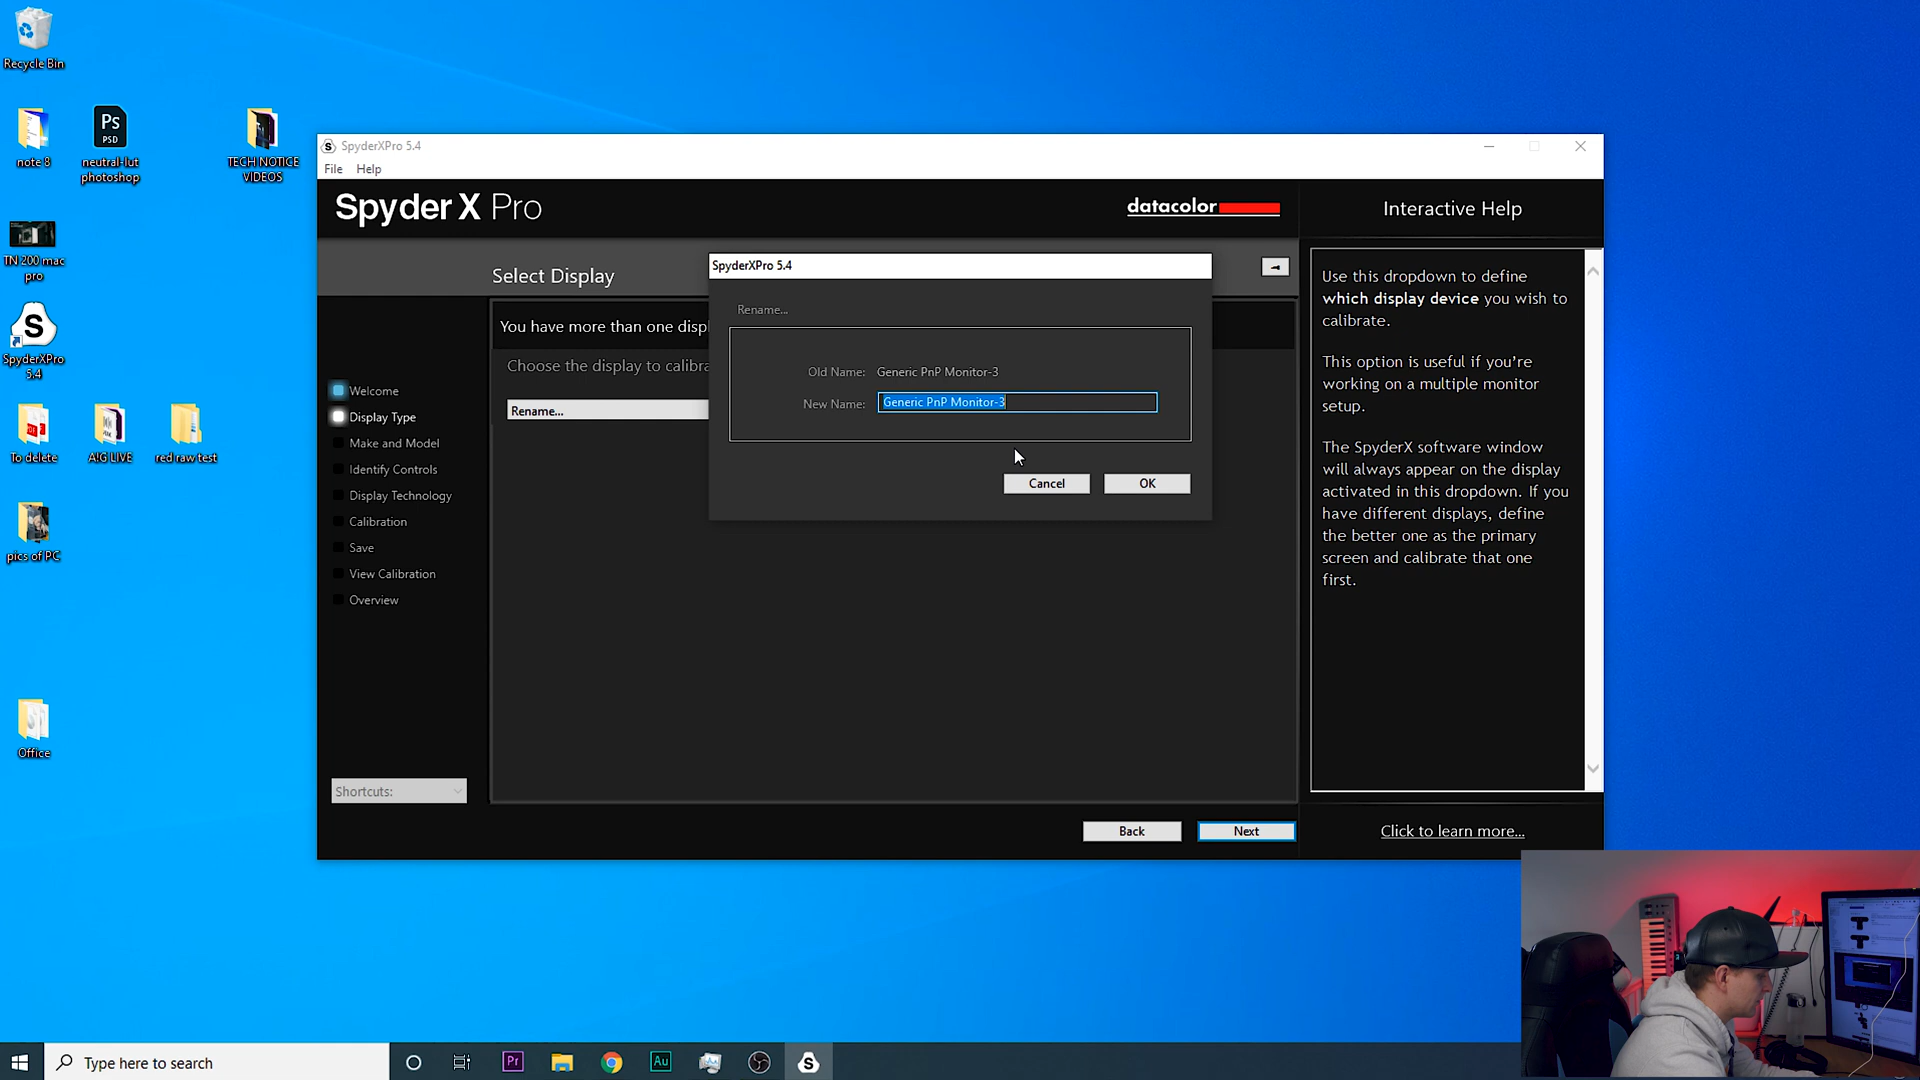 Recycle Bin
note 8
Ps
PSD
neutral-lut
photoshop
TECH NOTICE
VIDEOS
TN 200 mac
pro
S
SpyderXPro
5.4
To delete
A!G LIVE
red raw test
pics of PC
Office
SpyderXPro 5.4
File Help
Spyder X Pro
datacolor
Interactive Help
Select Display
You have more than one disp
Choose the display to calibra
Rename...
Welcome
Display Type
Make and Model
Identify Controls
Display Technology
Calibration
Save
View Calibration
Overview
Shortcuts:
SpyderXPro 5.4
Rename...
Old Name: Generic PnP Monitor-3
New Name: Generic PnP Monitor-3
Cancel OK
Use this dropdown to define
which display device you wish to
calibrate.
This option is useful if you’re
working on a multiple monitor
setup.
The SpyderX software window
will always appear on the display
activated in this dropdown. If you
have different displays, define
the better one as the primary
screen and calibrate that one
first.
Back Next
Click to learn more...
Type here to search
Pr
Au
S